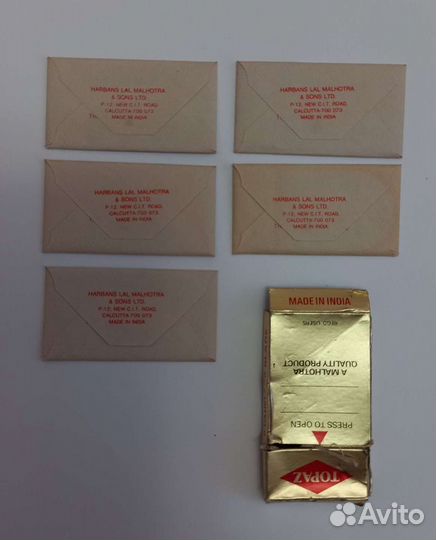 HARBANS LAL MALHOTRA
& SONS LTD.
P-12, NEW C.I.T. ROAD,
CALCUTTA-700 073
MADE IN INDIA
HARBANS LAL MALHOTRA
& SONS LTD.
P-12, NEW C.I.T. ROAD,
CALCUTTA-700 073
MADE IN INDIA
HARBANS LAL MALHOTRA
& SONS LTD.
P-12, NEW C.I.T. ROAD,
CALCUTTA-700 073
MADE IN INDIA
HARBANS LAL MALHOTRA
& SONS LTD.
P-12, NEW C.I.T. ROAD,
CALCUTTA-700 073
MADE IN INDIA
HARBANS LAL MALHOTRA
& SONS LTD.
P-12, NEW C.I.T. ROAD,
CALCUTTA-700 073
MADE IN INDIA
MADE IN INDIA
REGD USERS
A MALHOTRA
QUALITY PRODUCT
PRESS TO OPEN
TOPAZ
Avito